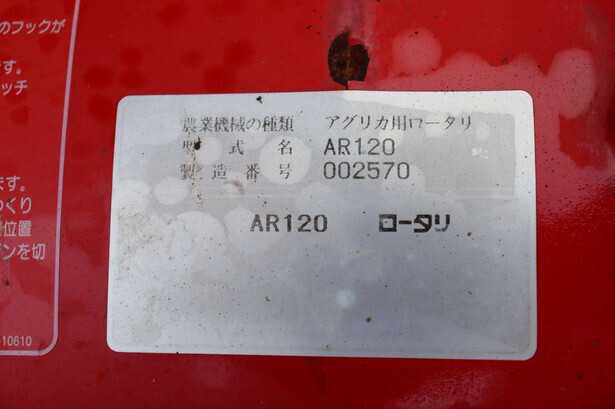 のフックが
す。
ッチ
ます。
っくり
位置
ンを切
-10610
農業機械の種類 アグリカ用ロータリ
型式名 AR120
製造番号 002570
AR120 ロータリ